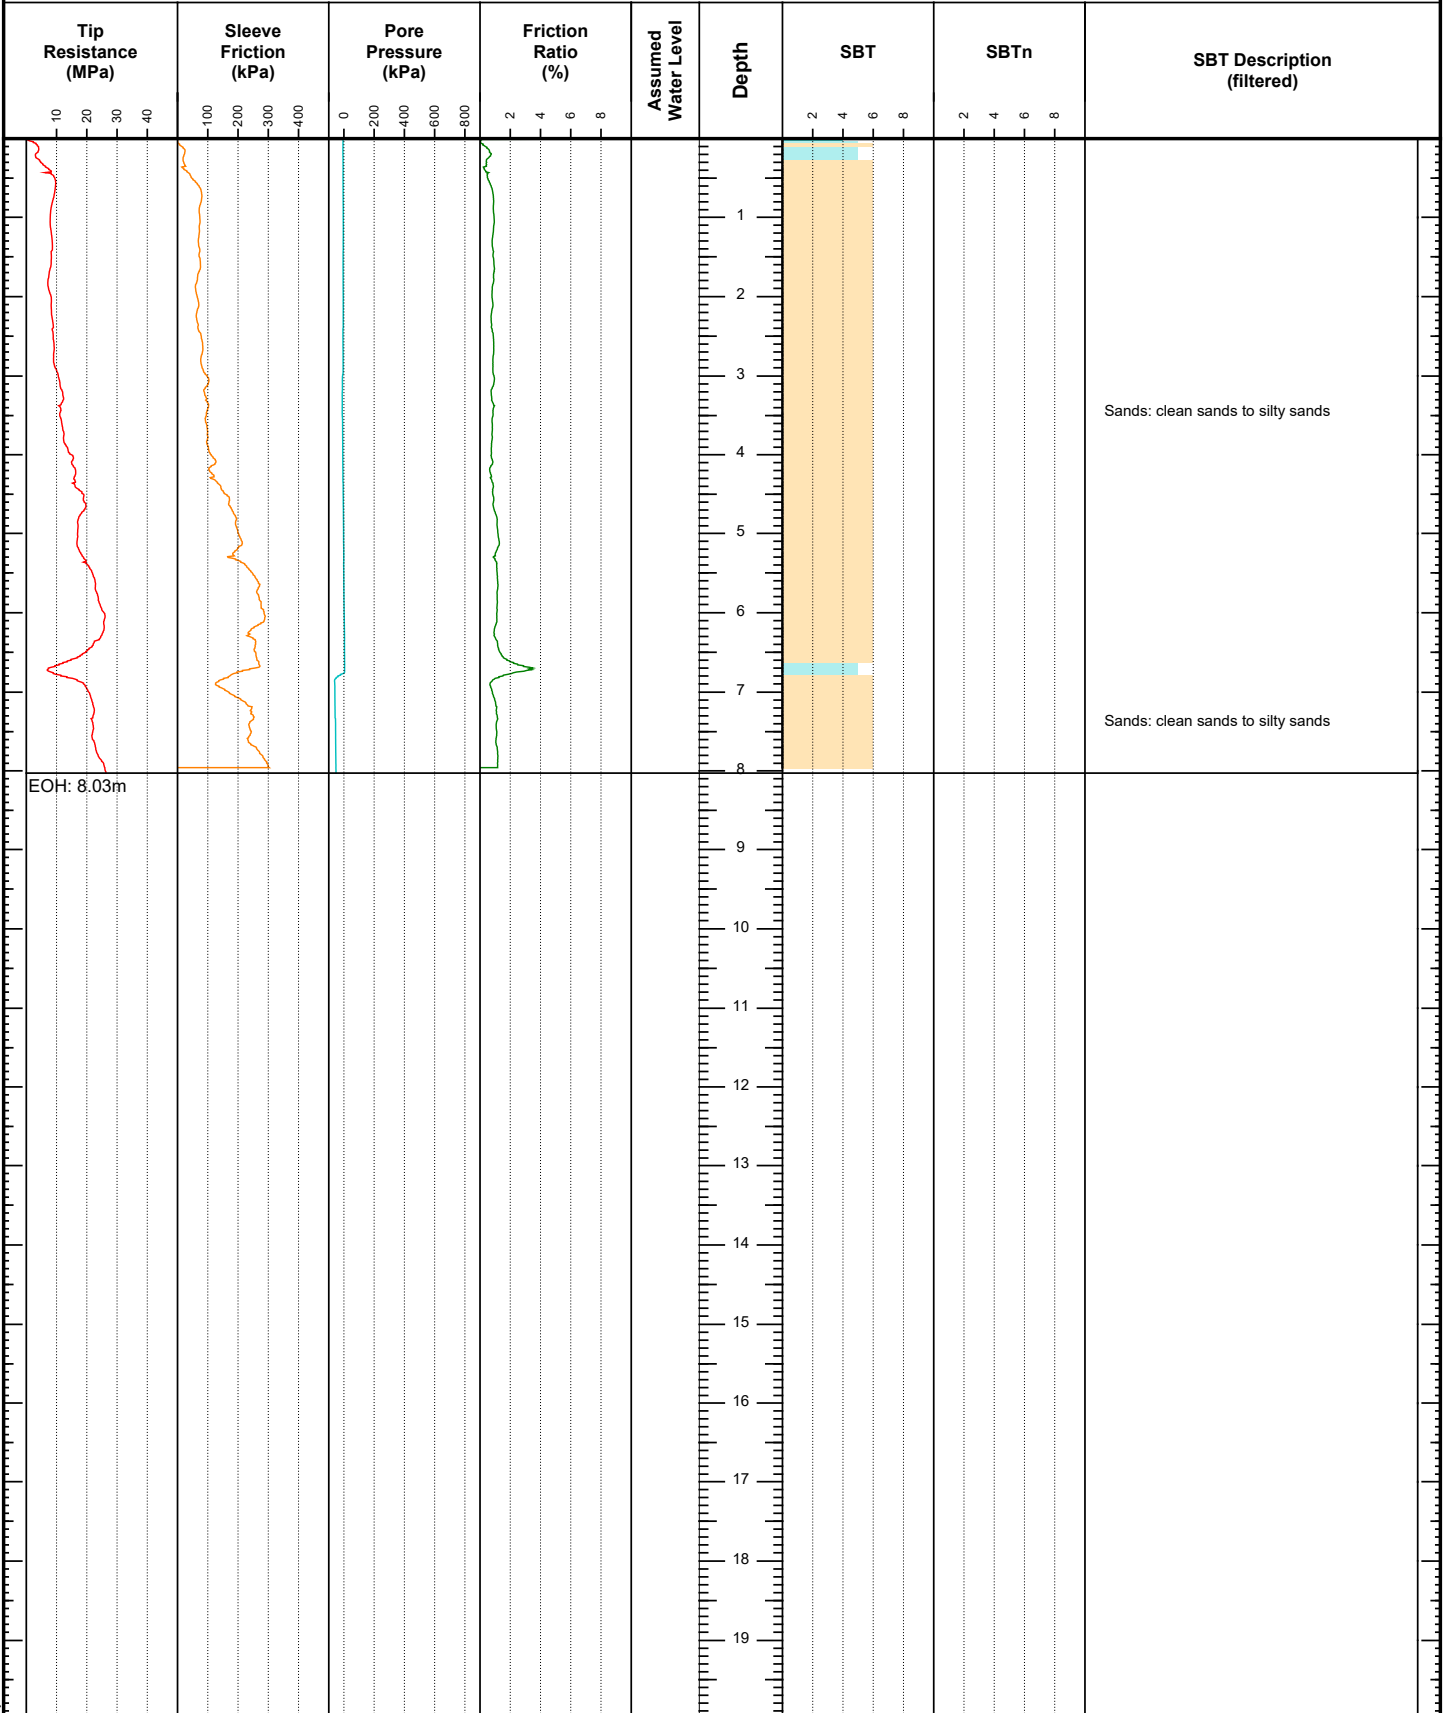 Tip
Resistance
(MPa)
Sleeve
Friction
(kPa)
Pore
Pressure
(kPa)
Friction
Ratio
(%)
Assumed
Water Level
Depth
SBT
SBTn
SBT Description
(filtered)
10 20 30 40
100 200 300 400
0 200 400 600 800
2 4 6 8
2 4 6 8
2 4 6 8
1
2
3
Sands: clean sands to silty sands
4
5
6
7
Sands: clean sands to silty sands
8
EOH: 8.03m
9
10
11
12
13
14
15
16
17
18
19